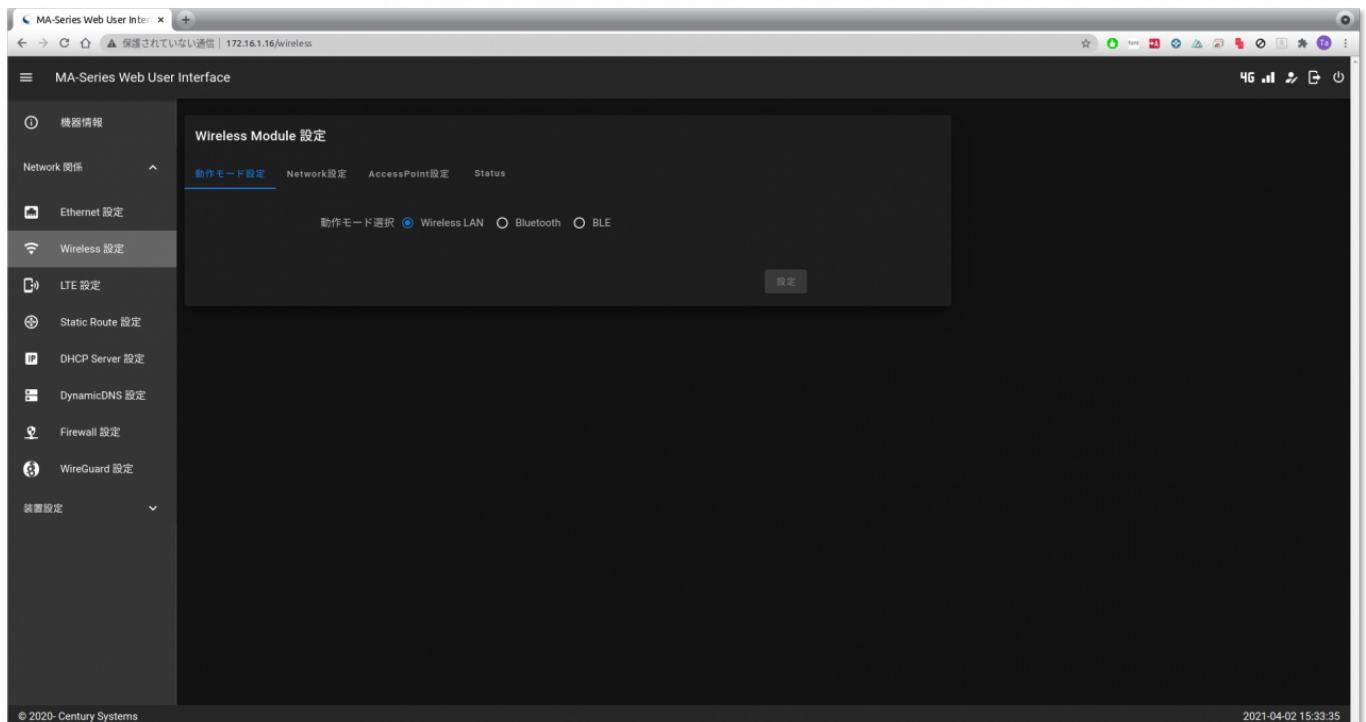 MA-Series Web User Inter
保護されていない通信 | 172.16.1.16/wireless
MA-Series Web User Interface
4G
機器情報
Network 関係
Ethernet 設定
Wireless 設定
LTE 設定
Static Route 設定
IP
DHCP Server 設定
DynamicDNS 設定
Firewall 設定
WireGuard 設定
装置設定
Wireless Module 設定
動作モード設定 Network設定 AccessPoint設定 Status
動作モード選択 Wireless LAN Bluetooth BLE
設定
© 2020- Century Systems
2021-04-02 15:33:35